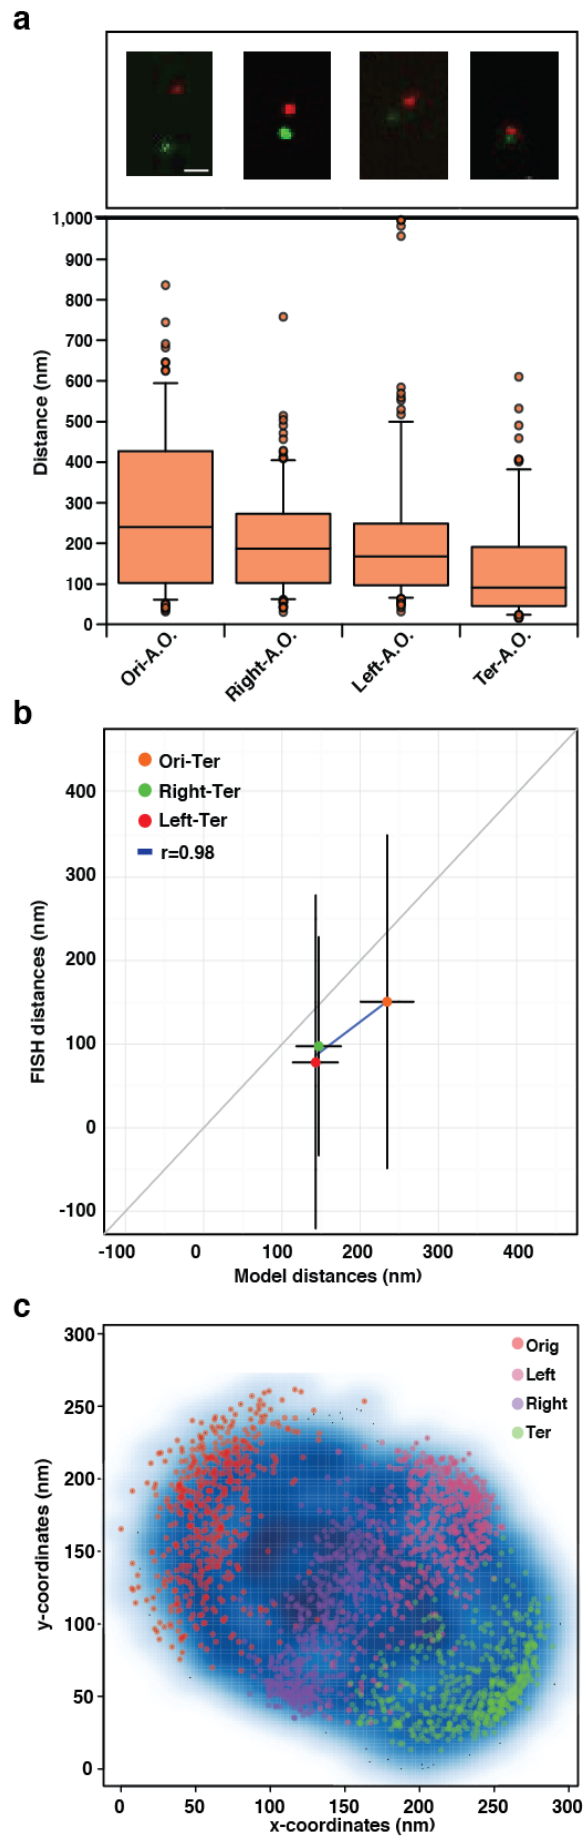 a
1,000
900
800
700
600
500
400
300
200
100
0
Distance (nm)
Ori-A.O.
Right-A.O.
Left-A.O.
Ter-A.O.
b
Ori-Ter
Right-Ter
Left-Ter
r=0.98
400
300
200
100
0
-100
FISH distances (nm)
-100 0 100 200 300 400
Model distances (nm)
c
Orig
Left
Right
Ter
300
250
200
150
100
50
0
y-coordinates (nm)
0 50 100 150 200 250 300
x-coordinates (nm)